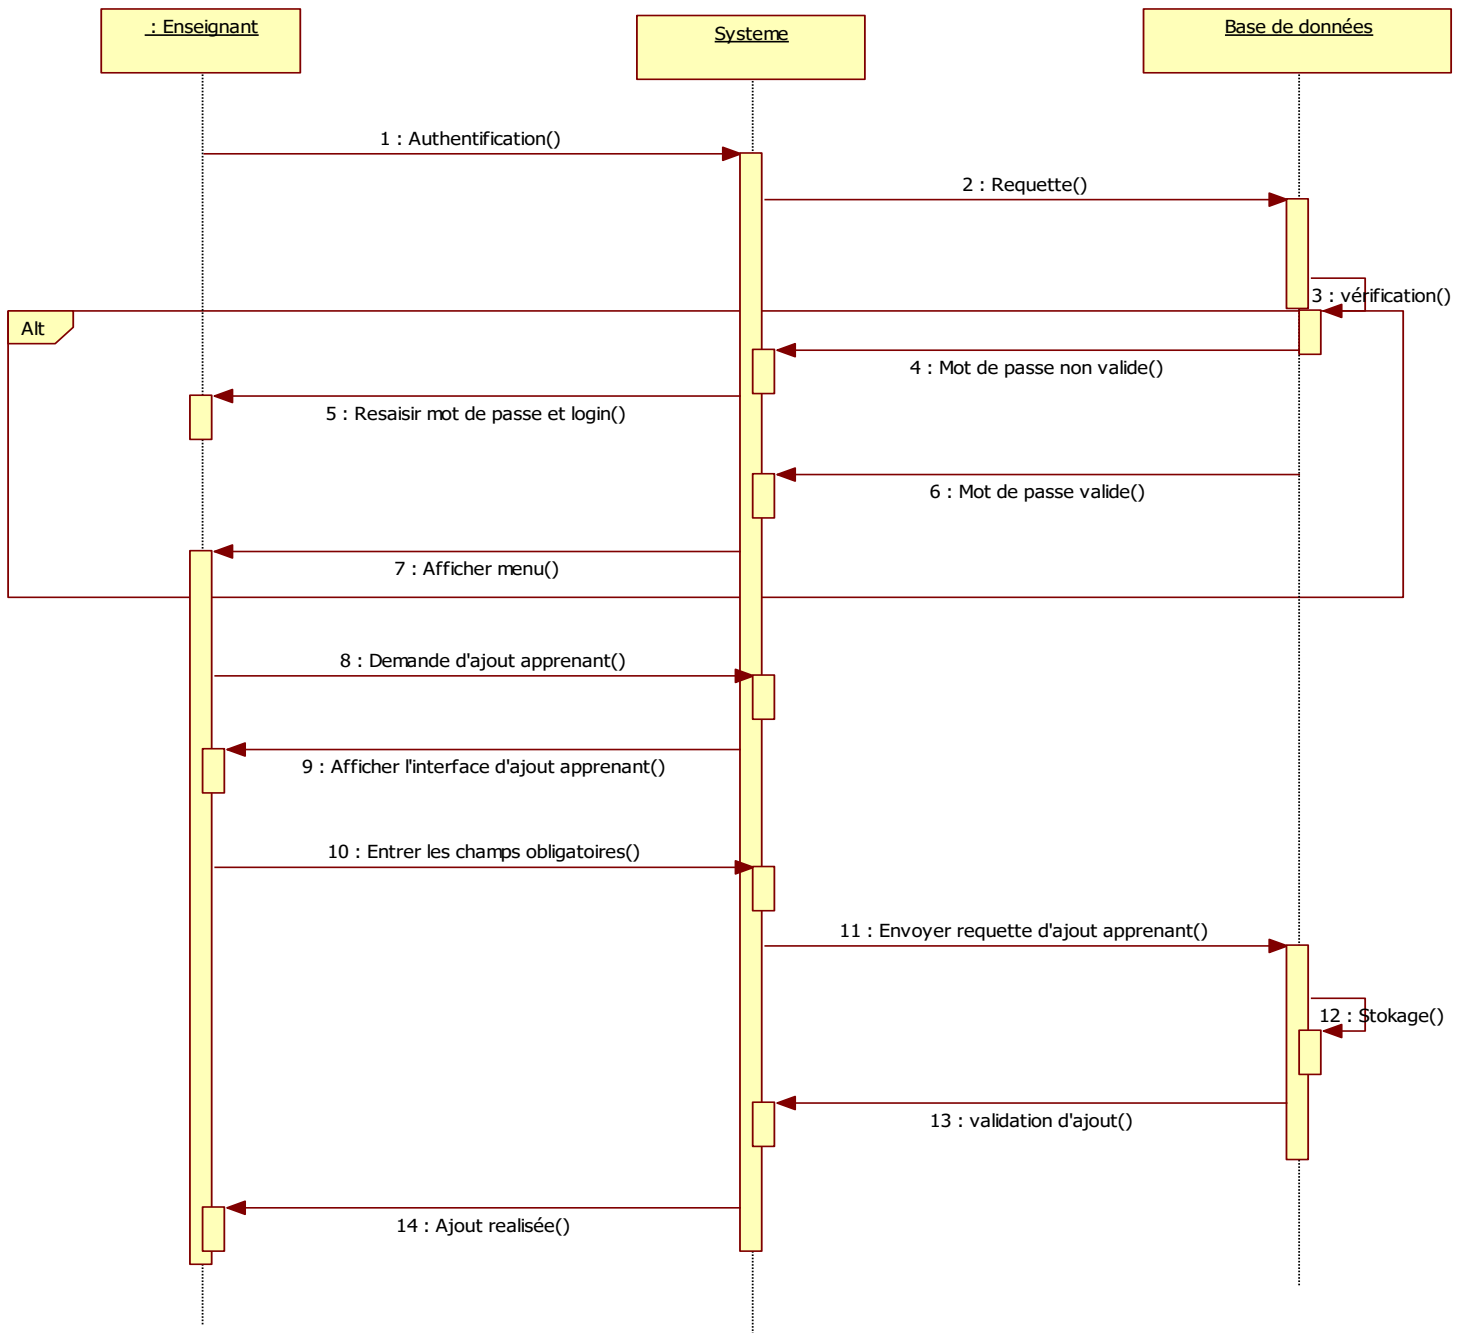 : Enseignant
Systeme
Base de données
1 : Authentification()
2 : Requette()
3 : vérification()
Alt
4 : Mot de passe non valide()
5 : Resaisir mot de passe et login()
6 : Mot de passe valide()
7 : Afficher menu()
8 : Demande d'ajout apprenant()
9 : Afficher l'interface d'ajout apprenant()
10 : Entrer les champs obligatoires()
11 : Envoyer requette d'ajout apprenant()
12 : Stokage()
13 : validation d'ajout()
14 : Ajout realisée()